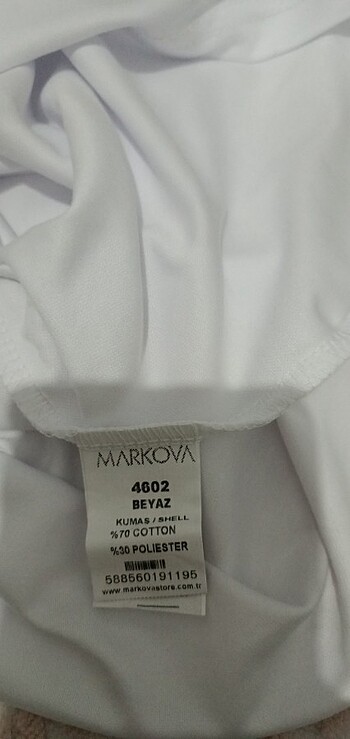 MARKOVA
4602
BEYAZ
KUMAS / SHELL
%70 COTTON
%30 POLIESTER
588560191195
www.markovastore.com.tr